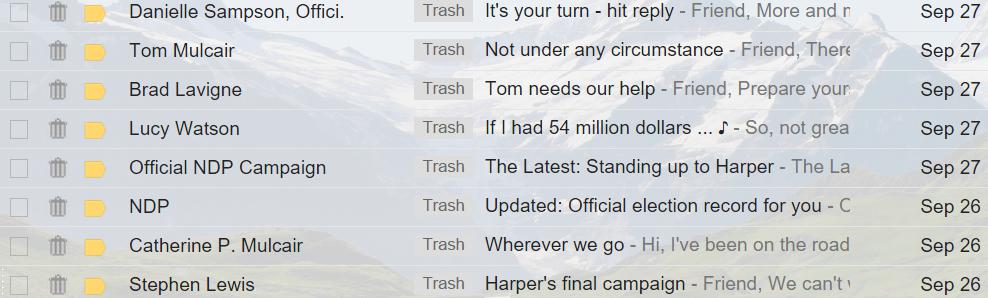 Danielle Sampson, Offici. Trash It's your turn - hit reply - Friend, More and Sep 27
Tom Mulcair Trash Not under any circumstance - Friend, There Sep 27
Brad Lavigne Trash Tom needs our help - Friend, Prepare your Sep 27
Lucy Watson Trash If I had 54 million dollars ... ♪ - So, not grea Sep 27
Official NDP Campaign Trash The Latest: Standing up to Harper - The La Sep 27
NDP Trash Updated: Official election record for you - Sep 26
Catherine P. Mulcair Trash Wherever we go - Hi, I've been on the road Sep 26
Stephen Lewis Trash Harper's final campaign - Friend, We can't Sep 26